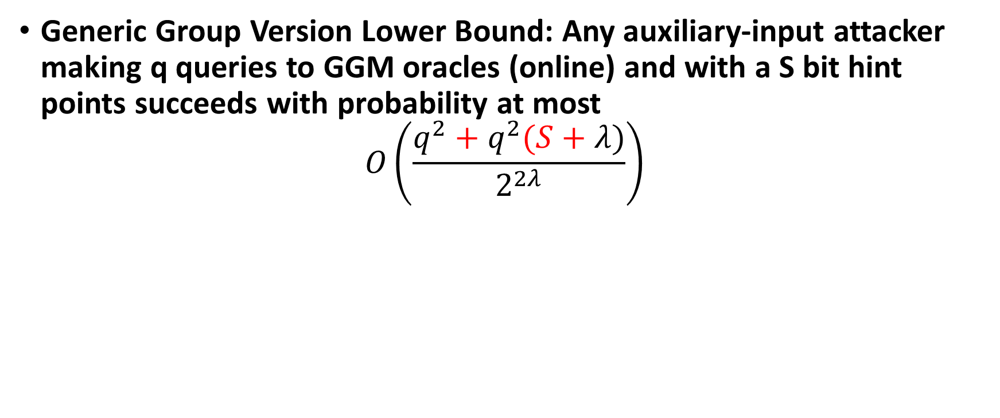 • Generic Group Version Lower Bound: Any auxiliary-input attacker
making q queries to GGM oracles (online) and with a S bit hint
points succeeds with probability at most
$O\left(\frac{q^2 + q^2(S + \lambda)}{2^{2\lambda}}\right)$